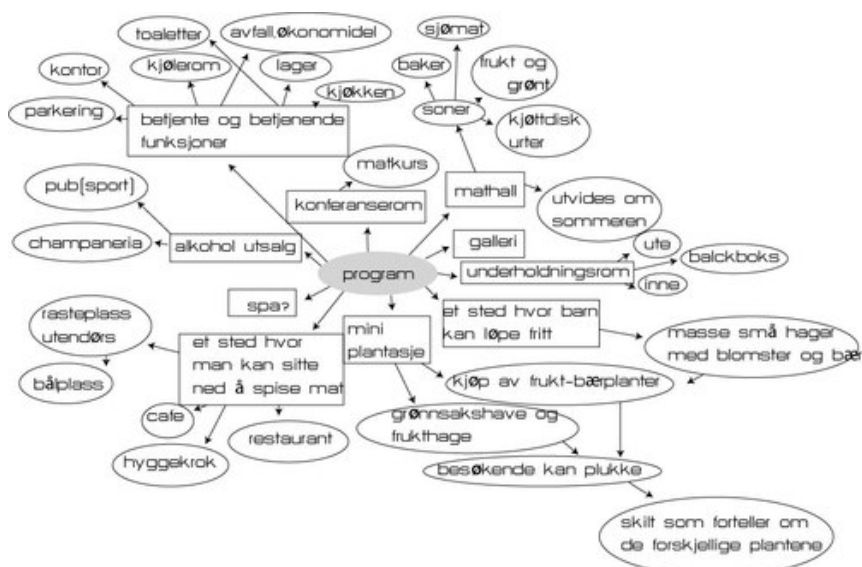 toaletter
avfall,økonomidel
sjømat
kontor
kjølerom
lager
baker
frukt og
grønt
kjøkken
parkering
betjente og betjenende
funksjoner
soner
kjøttdisk
urter
matkurs
pub(sport)
konferanserom
mathall
utvides om
sommeren
champaneria
alkohol utsalg
galleri
ute
balckboks
program
underholdningsrom
inne
spa?
et sted hvor barn
kan løpe fritt
rasteplass
utendørs
mini
plantasje
masse små hager
med blomster og bær
et sted hvor
man kan sitte
ned å spise mat
bålplass
kjøp av frukt-bærplanter
cafe
grønnsakshave og
frukthage
restaurant
hyggekrok
besøkende kan plukke
skilt som forteller om
de forskjellige plantene